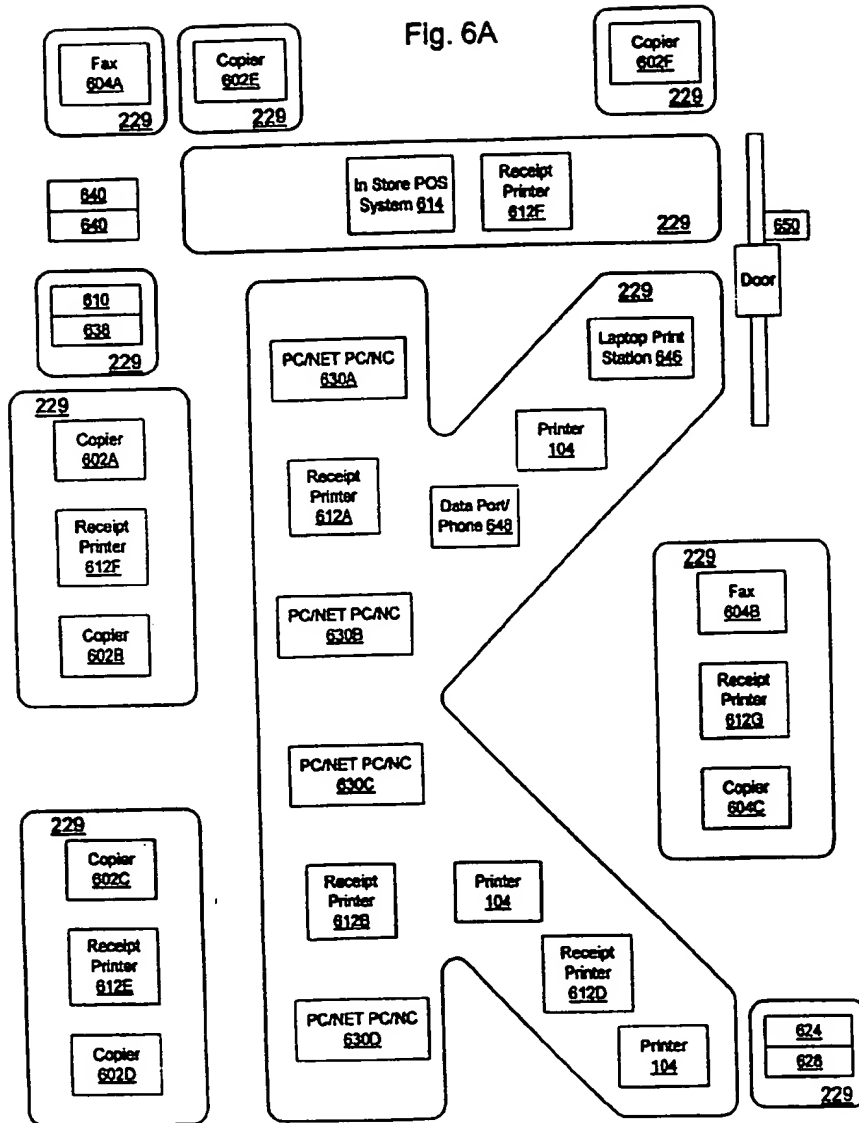 Fig. 6A
Fax
604A
229
Copier
602E
229
Copier
602F
229
640
640
In Store POS
System 614
Receipt
Printer
612F
229
650
Door
610
638
229
229
Copier
602A
Receipt
Printer
612F
Copier
602B
229
Copier
602C
Receipt
Printer
612E
Copier
602D
PC/NET PC/NC
630A
Receipt
Printer
612A
PC/NET PC/NC
630B
PC/NET PC/NC
630C
Receipt
Printer
612B
PC/NET PC/NC
630D
229
Laptop Print
Station 646
Printer
104
Data Port/
Phone 648
Printer
104
Receipt
Printer
612D
Printer
104
229
Fax
604B
Receipt
Printer
612G
Copier
604C
624
628
229